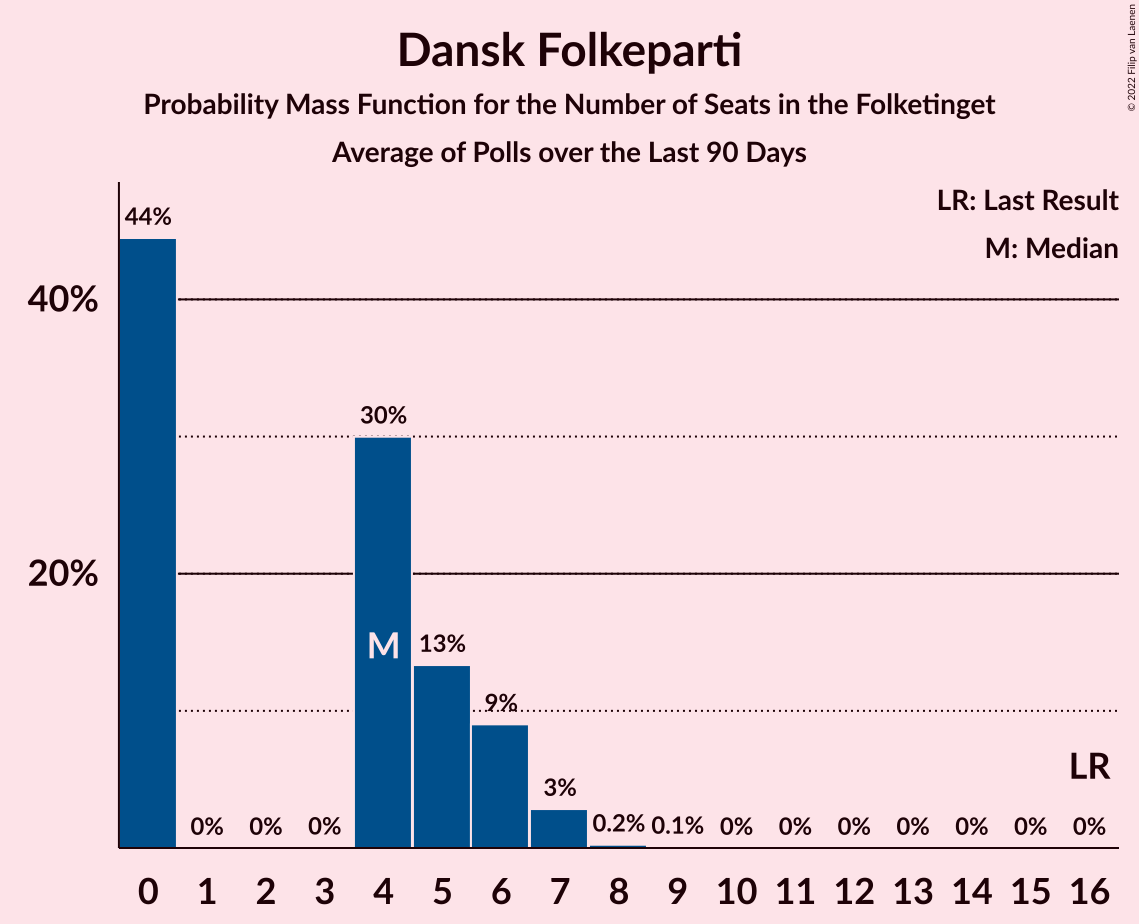 Dansk Folkeparti
Probability Mass Function for the Number of Seats in the Folketinget
Average of Polls over the Last 90 Days
© 2022 Filip van Laenen
LR: Last Result
M: Median
44%
40%
30%
20%
M
13%
9%
LR
3%
0% 0% 0% 0.2% 0.1% 0% 0% 0% 0% 0% 0% 0%
0 1 2 3 4 5 6 7 8 9 10 11 12 13 14 15 16